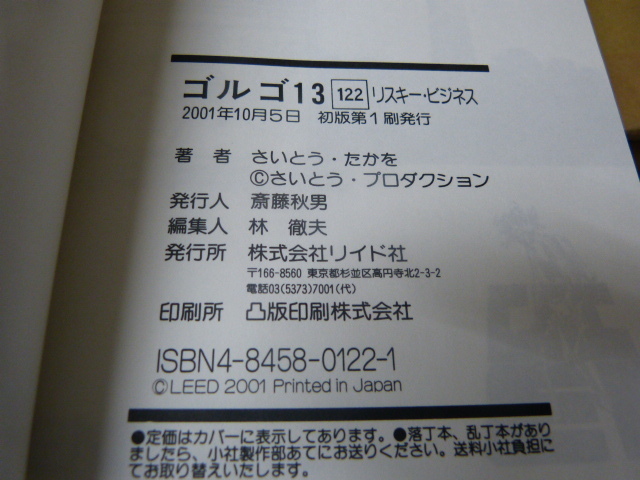 ゴルゴ13 122 リスキー・ビジネス
2001年10月5日 初版第1刷発行
著者 さいとう・たかを
©さいとう・プロダクション
発行人 斎藤秋男
編集人 林 徹夫
発行所 株式会社リイド社
〒166-8560 東京都杉並区高円寺北2-3-2
電話03(5373)7001(代)
印刷所 凸版印刷株式会社
ISBN4-8458-0122-1
©LEED 2001 Printed in Japan
●定価はカバーに表示してあります。●落丁本、乱丁本があり
ましたら、小社製作部あてにお送りください。送料小社負担に
てお取り替えいたします。